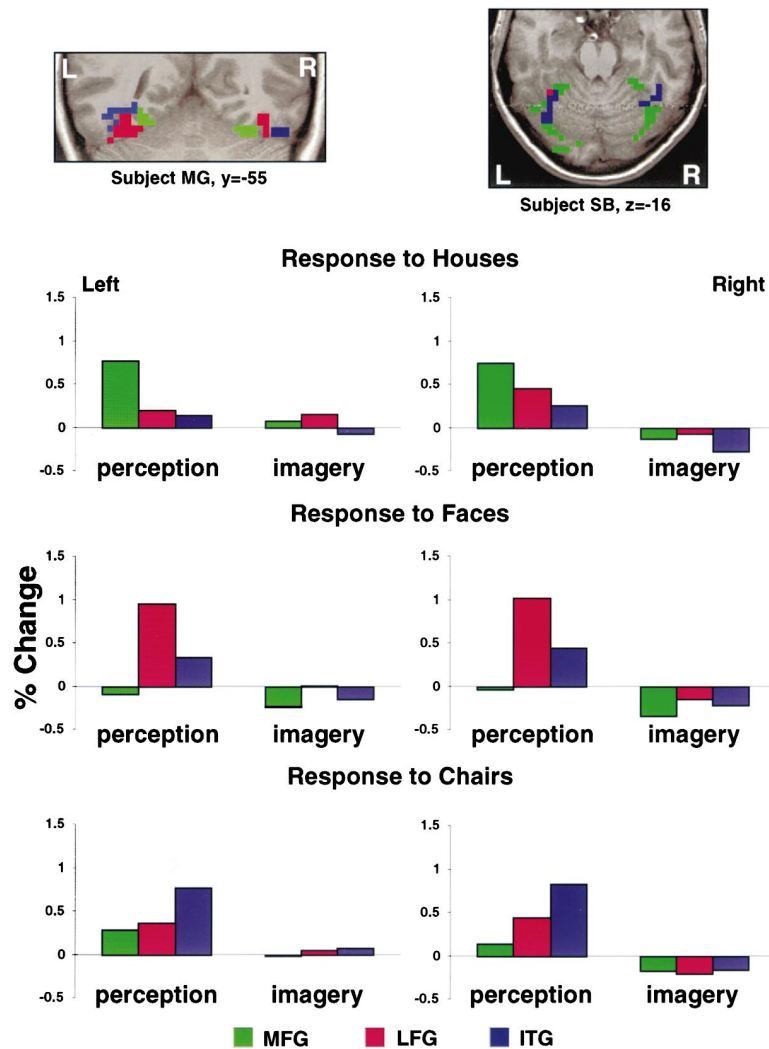 L R
Subject MG, y=-55
L R
Subject SB, z=-16
Response to Houses
Left Right
1.5 1.5
1 1
0.5 0.5
0 0
-0.5 -0.5
perception imagery perception imagery
Response to Faces
% Change
1.5 1.5
1 1
0.5 0.5
0 0
-0.5 -0.5
perception imagery perception imagery
Response to Chairs
1.5 1.5
1 1
0.5 0.5
0 0
-0.5 -0.5
perception imagery perception imagery
MFG LFG ITG